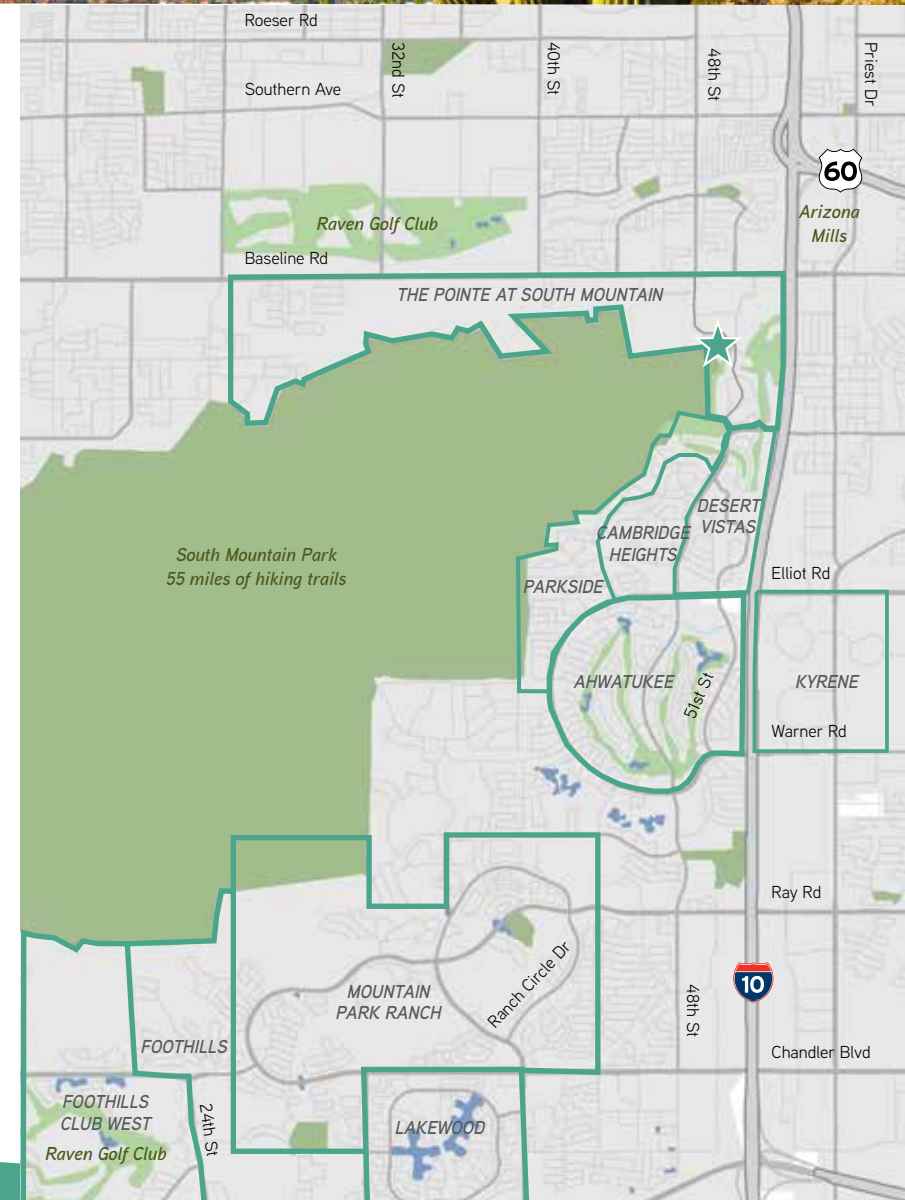 Roeser Rd
32nd St
40th St
48th St
Priest Dr
Southern Ave
60
Arizona
Mills
Raven Golf Club
Baseline Rd
THE POINTE AT SOUTH MOUNTAIN
DESERT
VISTAS
CAMBRIDGE
HEIGHTS
South Mountain Park
55 miles of hiking trails
Elliot Rd
PARKSIDE
AHWATUKEE
51st St
KYRENE
Warner Rd
Ray Rd
Ranch Circle Dr
MOUNTAIN
PARK RANCH
10
48th St
FOOTHILLS
Chandler Blvd
FOOTHILLS
CLUB WEST
Raven Golf Club
24th St
LAKEWOOD